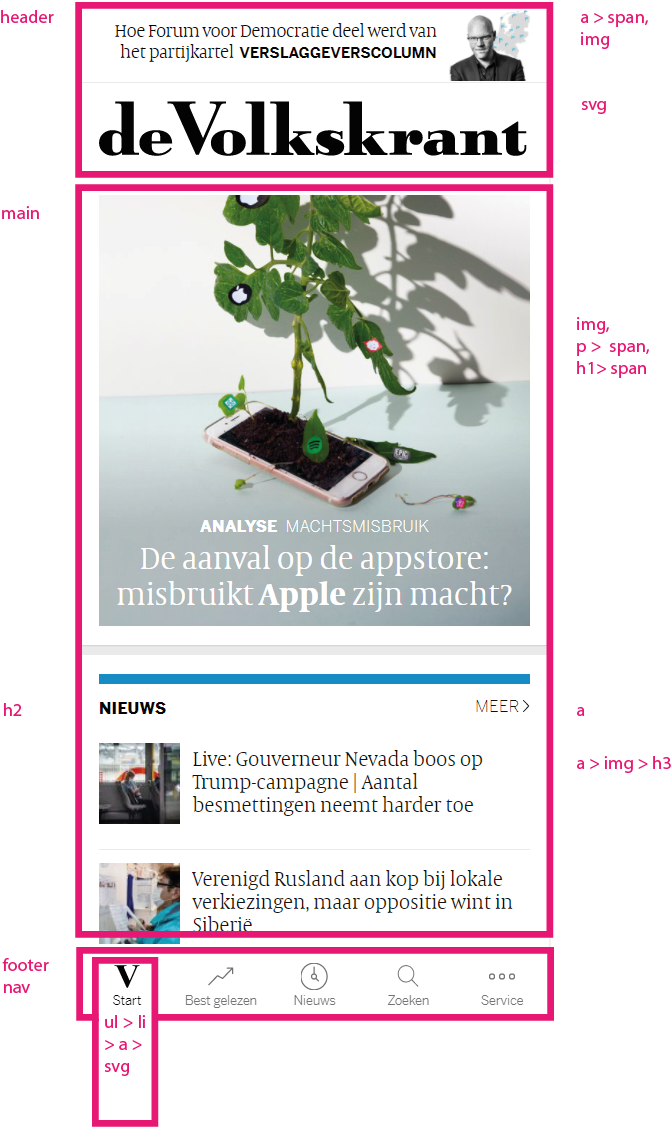 header
Hoe Forum voor Democratie deel werd van
het partijkartel VERSLAGGEVERSCOLUMN
a > span,
img
deVolkskrant
svg
main
EPIC
img,
p > span,
h1> span
ANALYSE MACHTSMISBRUIK
De aanval op de appstore:
misbruikt Apple zijn macht?
h2
NIEUWS
MEER
a
Live: Gouverneur Nevada boos op
Trump-campagne | Aantal
besmettingen neemt harder toe
a > img > h3
Verenigd Rusland aan kop bij lokale
verkiezingen, maar oppositie wint in
Siberië
footer
nav
V
Start
Best gelezen
Nieuws
Zoeken
Service
ul > li
> a >
svg